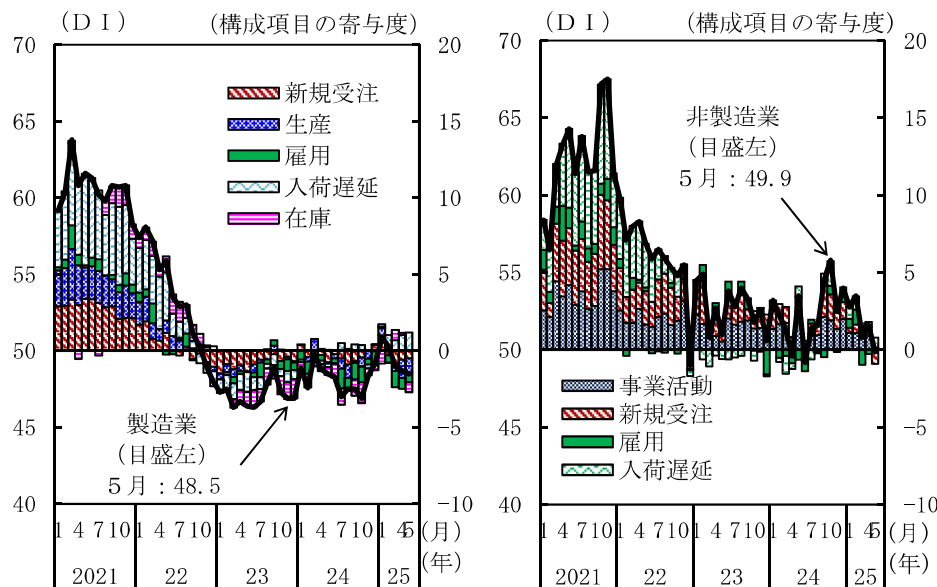 (ＤＩ)
(構成項目の寄与度)
70
65
60
55
50
45
40
20
15
10
5
0
-5
-10
新規受注
生産
雇用
入荷遅延
在庫
製造業
(目盛左)
５月：48.5
1 4 7 10 1 4 7 10 1 4 7 10 1 4 7 10 1 4 5 (月)
(年)
2021 22 23 24 25
(ＤＩ)
(構成項目の寄与度)
70
65
60
55
50
45
40
20
15
10
5
0
-5
-10
非製造業
(目盛左)
５月：49.9
事業活動
新規受注
雇用
入荷遅延
1 4 7 10 1 4 7 10 1 4 7 10 1 4 7 10 1 4 5 (月)
(年)
2021 22 23 24 25